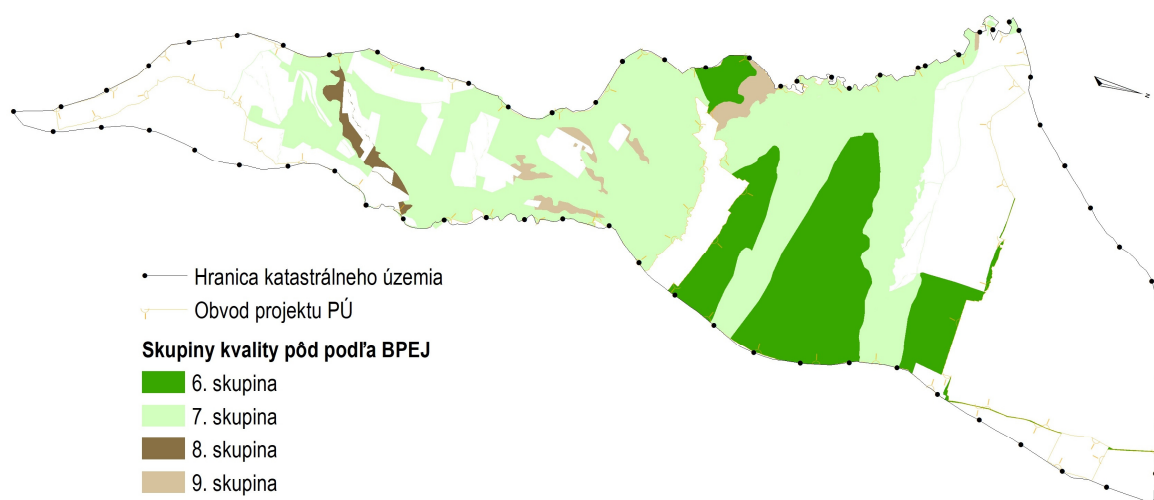 Hranica katastrálneho územia
Obvod projektu PÚ
Skupiny kvality pôd podľa BPEJ
6. skupina
7. skupina
8. skupina
9. skupina
N